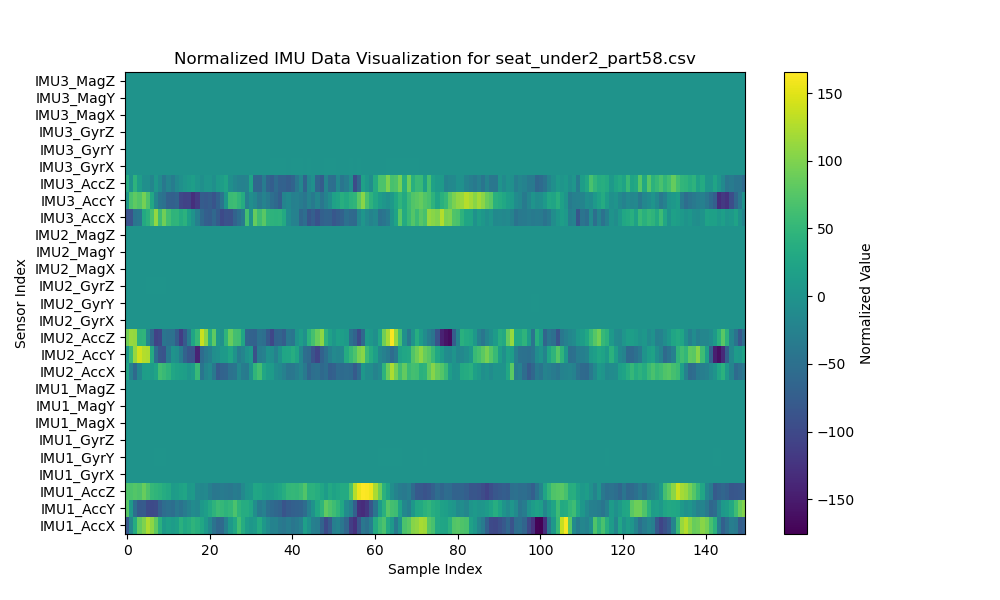 Normalized IMU Data Visualization for seat_under2_part58.csv
IMU3_MagZ
IMU3_MagY
IMU3_MagX
IMU3_GyrZ
IMU3_GyrY
IMU3_GyrX
IMU3_AccZ
IMU3_AccY
IMU3_AccX
IMU2_MagZ
IMU2_MagY
IMU2_MagX
IMU2_GyrZ
IMU2_GyrY
IMU2_GyrX
IMU2_AccZ
IMU2_AccY
IMU2_AccX
IMU1_MagZ
IMU1_MagY
IMU1_MagX
IMU1_GyrZ
IMU1_GyrY
IMU1_GyrX
IMU1_AccZ
IMU1_AccY
IMU1_AccX
Sensor Index
0 20 40 60 80 100 120 140
Sample Index
150
100
50
0
−50
−100
−150
Normalized Value